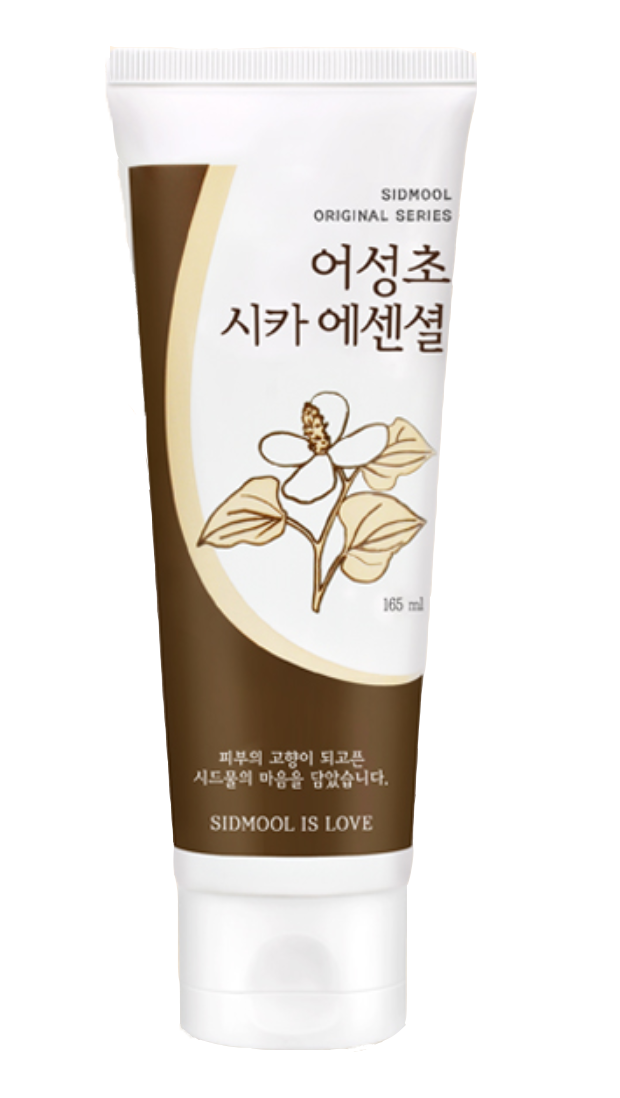 SIDMOOL
ORIGINAL SERIES
어성초
시카 에센셜
165 ml
피부의 고향이 되고픈
시드물의 마음을 담았습니다.
SIDMOOL IS LOVE